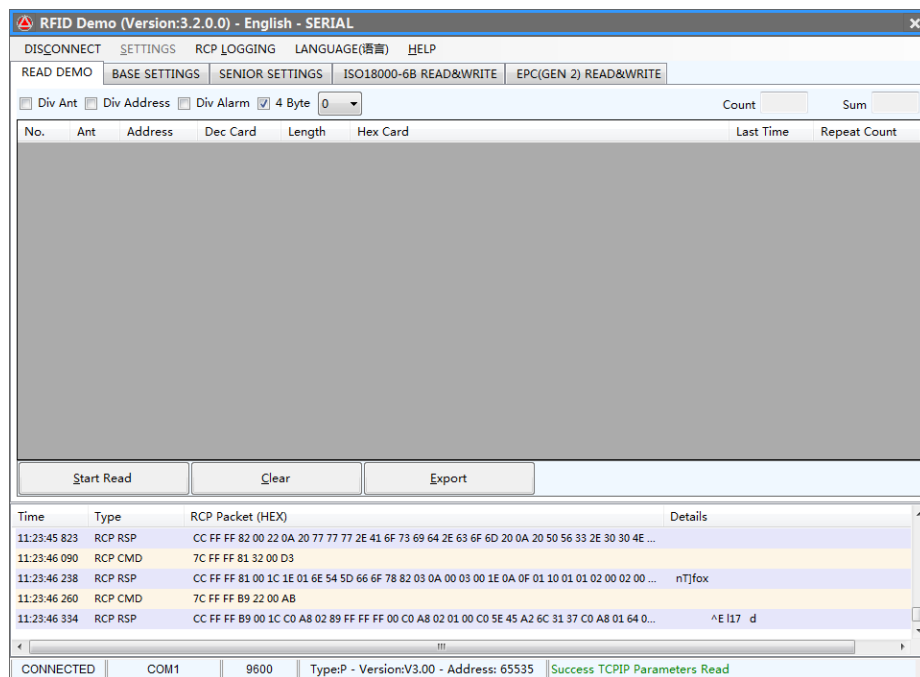 RFID Demo (Version:3.2.0.0) - English - SERIAL
DISCONNECT SETTINGS RCP LOGGING LANGUAGE(语言) HELP
READ DEMO BASE SETTINGS SENIOR SETTINGS ISO18000-6B READ&WRITE EPC(GEN 2) READ&WRITE
Div Ant Div Address Div Alarm 4 Byte 0 Count Sum
No. Ant Address Dec Card Length Hex Card Last Time Repeat Count
Start Read Clear Export
Time Type RCP Packet (HEX) Details
11:23:45 823 RCP RSP CC FF FF 82 00 22 0A 20 77 77 77 2E 41 6F 73 69 64 2E 63 6F 6D 20 0A 20 50 56 33 2E 30 30 4E ...
11:23:46 090 RCP CMD 7C FF FF 81 32 00 D3
11:23:46 238 RCP RSP CC FF FF 81 00 1C 1E 01 6E 54 5D 66 6F 78 82 03 0A 00 03 00 1E 0A 0F 01 10 01 01 02 00 02 00 ... nT]fox
11:23:46 260 RCP CMD 7C FF FF B9 22 00 AB
11:23:46 334 RCP RSP CC FF FF B9 00 1C C0 A8 02 89 FF FF FF 00 C0 A8 02 01 00 C0 5E 45 A2 6C 31 37 C0 A8 01 64 0... ^E l17 d
CONNECTED COM1 9600 Type:P - Version:V3.00 - Address: 65535 Success TCPIP Parameters Read